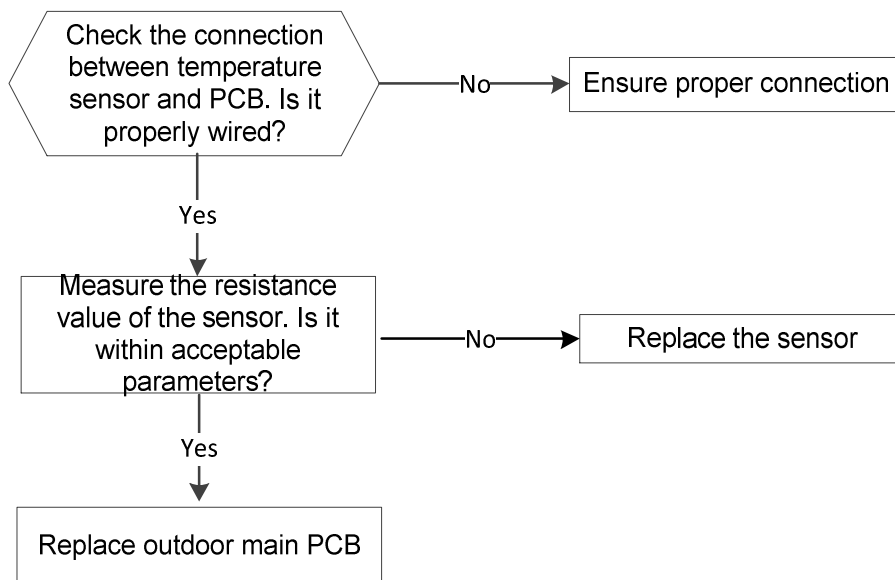 Check the connection
between temperature
sensor and PCB. Is it
properly wired?
No
Ensure proper connection
Yes
Measure the resistance
value of the sensor. Is it
within acceptable
parameters?
No
Replace the sensor
Yes
Replace outdoor main PCB